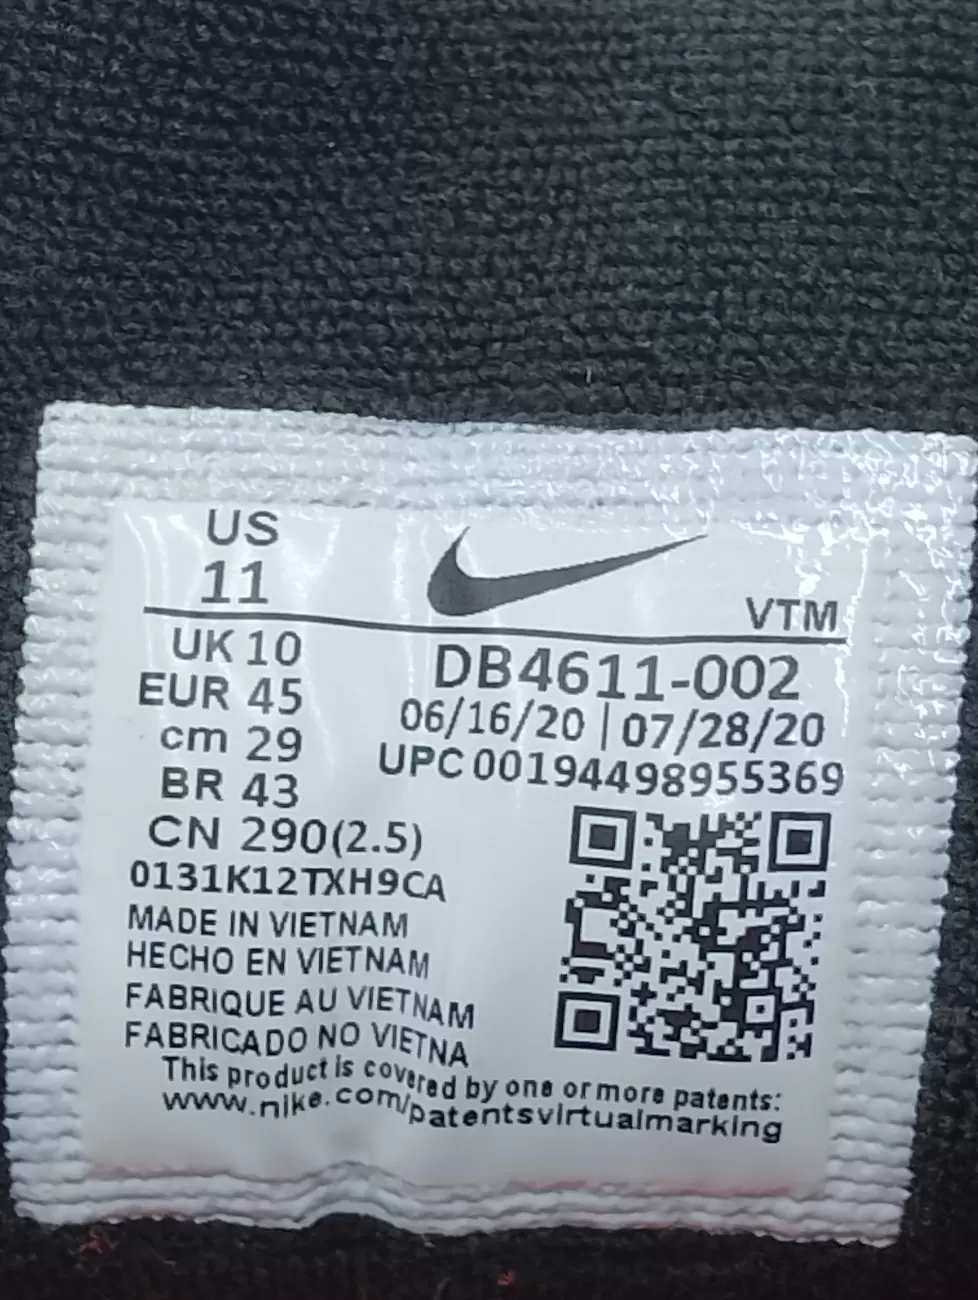 US
11
VTM
UK 10
EUR 45
cm 29
BR 43
CN 290(2.5)
DB4611-002
06/16/20 | 07/28/20
UPC 00194498955369
0131K12TXH9CA
MADE IN VIETNAM
HECHO EN VIETNAM
FABRIQUE AU VIETNAM
FABRICADO NO VIETNA
This product is covered by one or more patents:
www.nike.com/patentsvirtualmarking